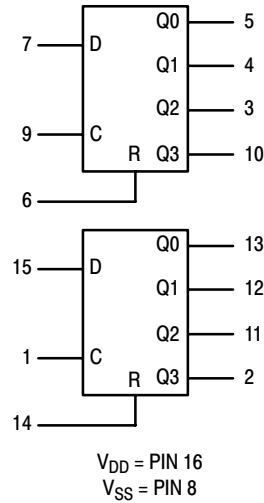 Q0 5
7 D
Q1 4
Q2 3
9 C
R Q3 10
6
Q0 13
15 D
Q1 12
Q2 11
1 C
R Q3 2
14
VDD = PIN 16
VSS = PIN 8